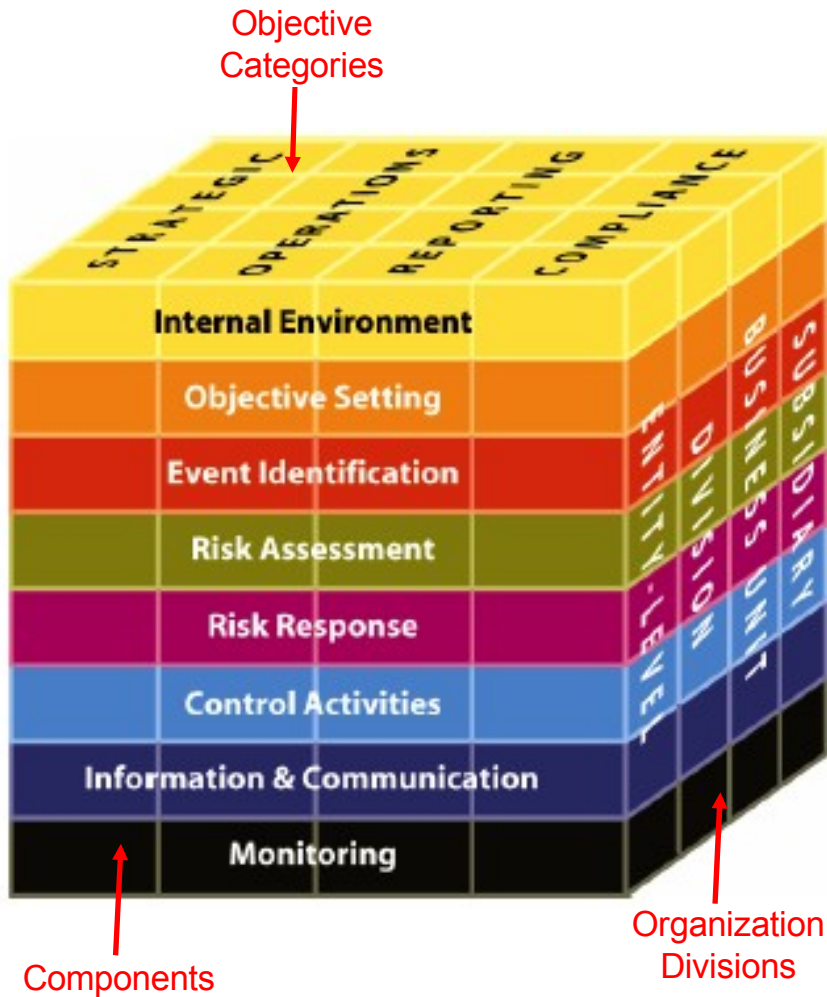 Objective
Categories
STRATEGIC
OPERATIONS
REPORTING
COMPLIANCE
Internal Environment
Objective Setting
Event Identification
Risk Assessment
Risk Response
Control Activities
Information & Communication
Monitoring
ENTITY-LEVEL
DIVISION
BUSINESS UNIT
SUBSIDIARY
Components
Organization
Divisions